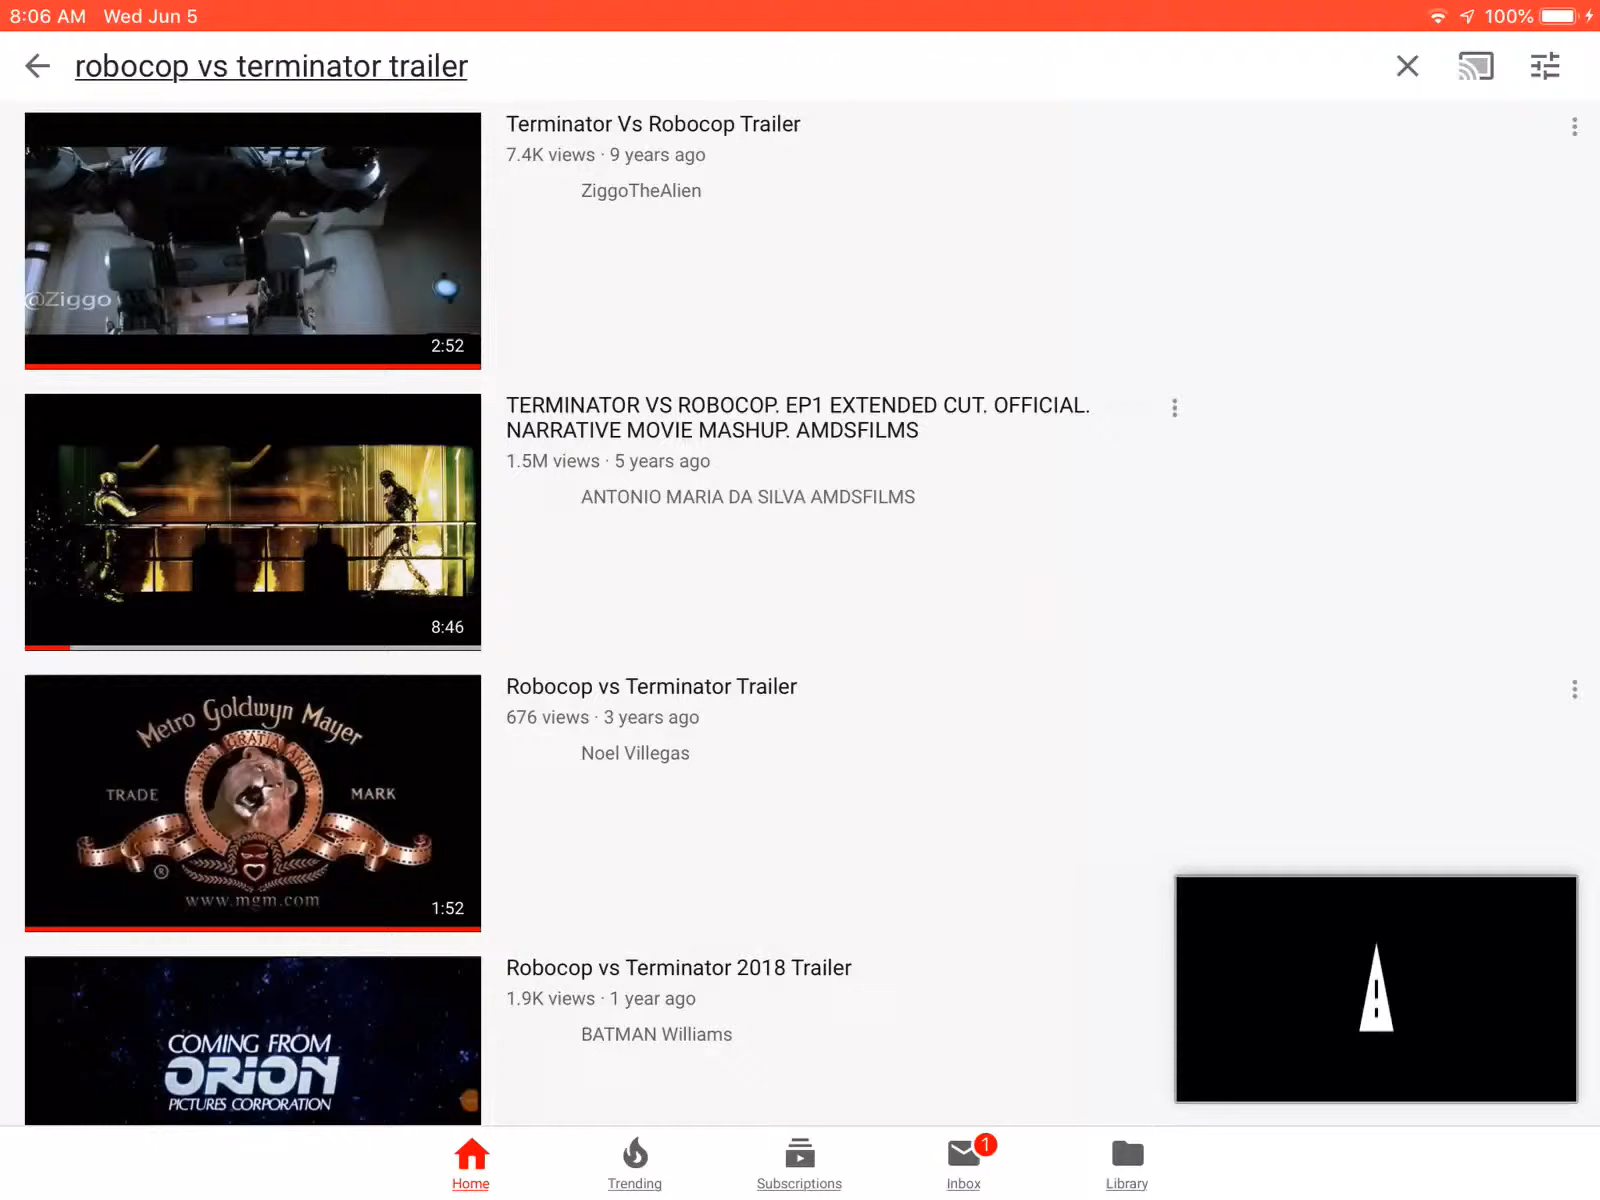 8:06 AM Wed Jun 5
100%
robocop vs terminator trailer
Terminator Vs Robocop Trailer
7.4K views · 9 years ago
ZiggoTheAlien
@Ziggo
2:52
TERMINATOR VS ROBOCOP. EP1 EXTENDED CUT. OFFICIAL.
NARRATIVE MOVIE MASHUP. AMDSFILMS
1.5M views · 5 years ago
ANTONIO MARIA DA SILVA AMDSFILMS
8:46
Robocop vs Terminator Trailer
676 views · 3 years ago
Noel Villegas
Metro Goldwyn Mayer
ARS GRATIA ARTIS
TRADE MARK
®
www.mgm.com
1:52
Robocop vs Terminator 2018 Trailer
1.9K views · 1 year ago
BATMAN Williams
COMING FROM
ORION
PICTURES CORPORATION
1
Home Trending Subscriptions Inbox Library